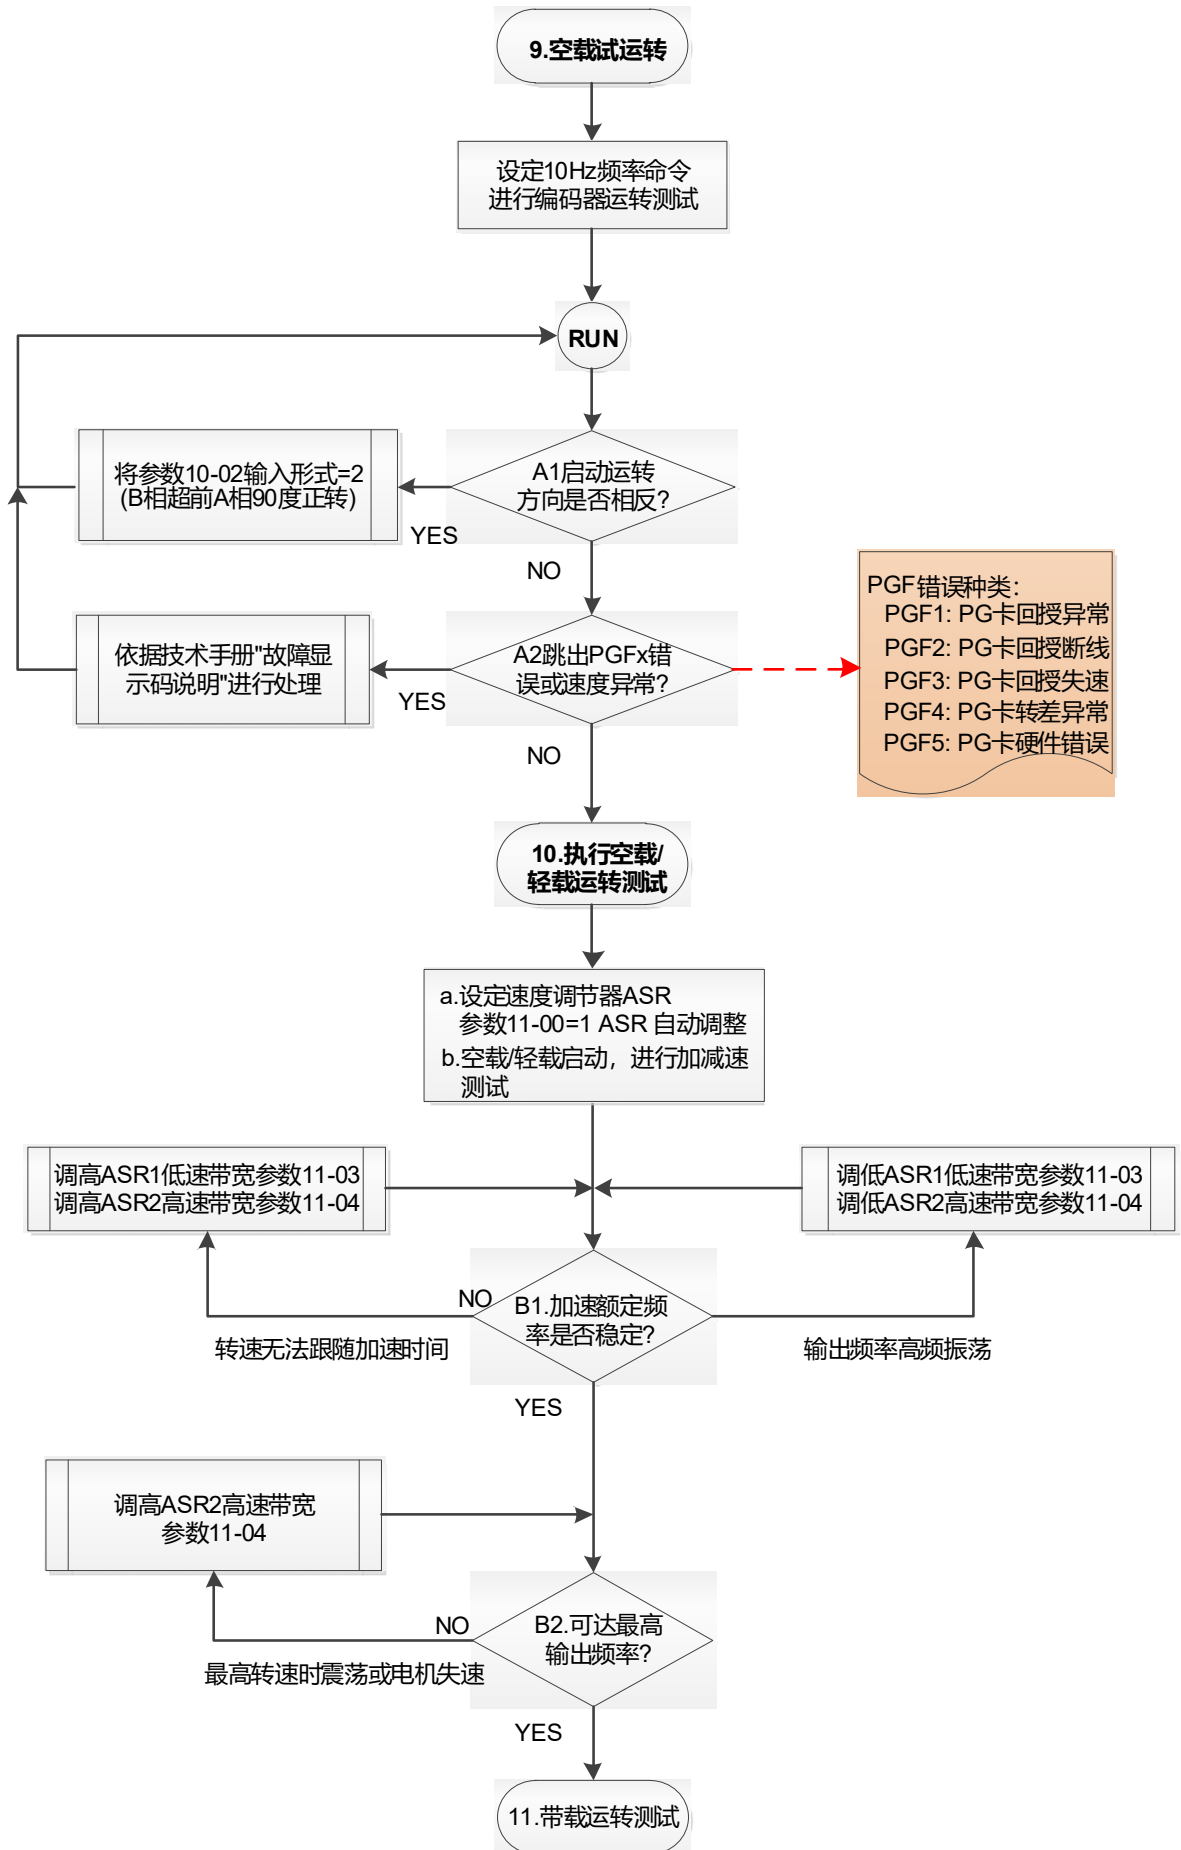 9.空载试运转
设定10Hz频率命令
进行编码器运转测试
RUN
将参数10-02输入形式=2
(B相超前A相90度正转)
A1启动运转
方向是否相反?
YES
NO
PGF错误种类:
PGF1: PG卡回授异常
PGF2: PG卡回授断线
PGF3: PG卡回授失速
PGF4: PG卡转差异常
PGF5: PG卡硬件错误
依据技术手册"故障显
示码说明"进行处理
A2跳出PGFx错
误或速度异常?
YES
NO
10.执行空载/
轻载运转测试
a.设定速度调节器ASR
参数11-00=1 ASR 自动调整
b.空载/轻载启动，进行加减速
测试
调高ASR1低速带宽参数11-03
调高ASR2高速带宽参数11-04
调低ASR1低速带宽参数11-03
调低ASR2高速带宽参数11-04
NO
B1.加速额定频
率是否稳定?
转速无法跟随加速时间
输出频率高频振荡
YES
调高ASR2高速带宽
参数11-04
NO
B2.可达最高
输出频率?
最高转速时震荡或电机失速
YES
11.带载运转测试